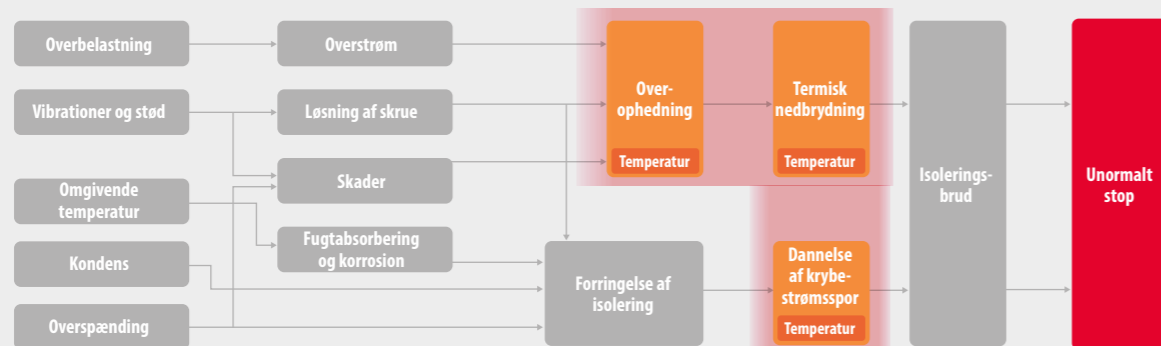 Overbelastning
Overstrøm
Over-
ophedning
Temperatur
Termisk
nedbrydning
Temperatur
Vibrationer og stød
Løsning af skrue
Skader
Omgivende
temperatur
Fugtabsorbering
og korrosion
Kondens
Overspænding
Forringelse af
isolering
Dannelse
af krybe-
strømsspor
Temperatur
Isolerings-
brud
Unormalt
stop